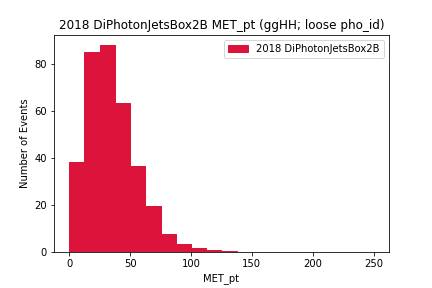 2018 DiPhotonJetsBox2B MET_pt (ggHH; loose pho_id)
2018 DiPhotonJetsBox2B
Number of Events
80
60
40
20
0
0 50 100 150 200 250
MET_pt